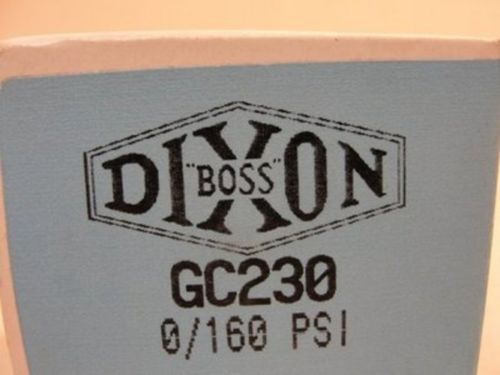 DIXON
"BOSS"
GC230
0/160 PSI